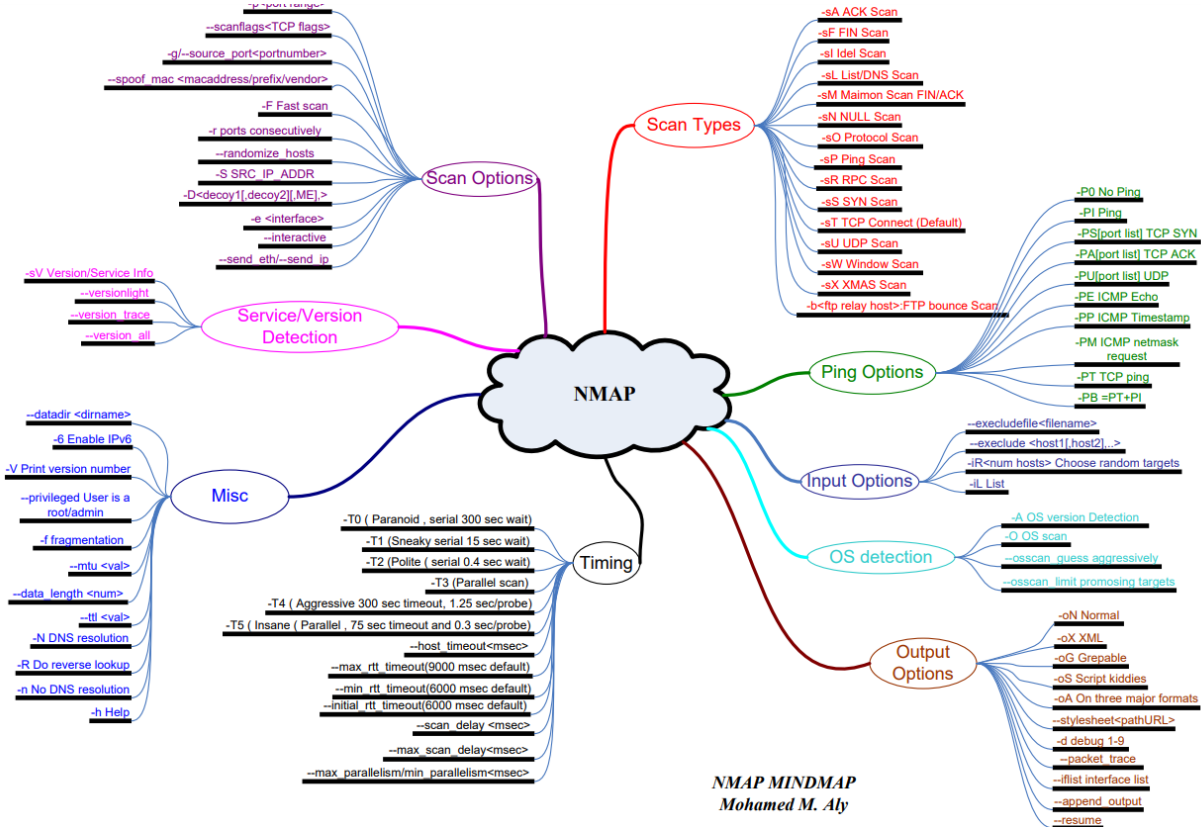 -p<port range>
--scanflags<TCP flags>
-g/--source_port<portnumber>
--spoof_mac <macaddress/prefix/vendor>
-F Fast scan
-r ports consecutively
--randomize_hosts
-S SRC_IP_ADDR
-D<decoy1[,decoy2][,ME],>
-e <interface>
--interactive
--send_eth/--send_ip
Scan Options
-sV Version/Service Info
--versionlight
--version_trace
--version_all
Service/Version
Detection
--datadir <dirname>
-6 Enable IPv6
-V Print version number
--privileged User is a
root/admin
-f fragmentation
--mtu <val>
--data_length <num>
--ttl <val>
-N DNS resolution
-R Do reverse lookup
-n No DNS resolution
-h Help
Misc
-T0 ( Paranoid , serial 300 sec wait)
-T1 (Sneaky serial 15 sec wait)
-T2 (Polite ( serial 0.4 sec wait)
-T3 (Parallel scan)
-T4 ( Aggressive 300 sec timeout, 1.25 sec/probe)
-T5 ( Insane ( Parallel , 75 sec timeout and 0.3 sec/probe)
--host_timeout<msec>
--max_rtt_timeout(9000 msec default)
--min_rtt_timeout(6000 msec default)
--initial_rtt_timeout(6000 msec default)
--scan_delay <msec>
--max_scan_delay<msec>
--max_parallelism/min_parallelism<msec>
Timing
NMAP
Scan Types
-sA ACK Scan
-sF FIN Scan
-sI Idel Scan
-sL List/DNS Scan
-sM Maimon Scan FIN/ACK
-sN NULL Scan
-sO Protocol Scan
-sP Ping Scan
-sR RPC Scan
-sS SYN Scan
-sT TCP Connect (Default)
-sU UDP Scan
-sW Window Scan
-sX XMAS Scan
-b<ftp relay host>:FTP bounce Scan
Ping Options
-P0 No Ping
-PI Ping
-PS[port list] TCP SYN
-PA[port list] TCP ACK
-PU[port list] UDP
-PE ICMP Echo
-PP ICMP Timestamp
-PM ICMP netmask
request
-PT TCP ping
-PB =PT+PI
Input Options
--execludefile<filename>
--execlude <host1[,host2],..>
-iR<num hosts> Choose random targets
-iL List
OS detection
-A OS version Detection
-O OS scan
--osscan_guess aggressively
--osscan_limit promosing targets
Output
Options
-oN Normal
-oX XML
-oG Grepable
-oS Script kiddies
-oA On three major formats
--stylesheet<pathURL>
-d debug 1-9
--packet_trace
--iflist interface list
--append_output
--resume
NMAP MINDMAP
Mohamed M. Aly